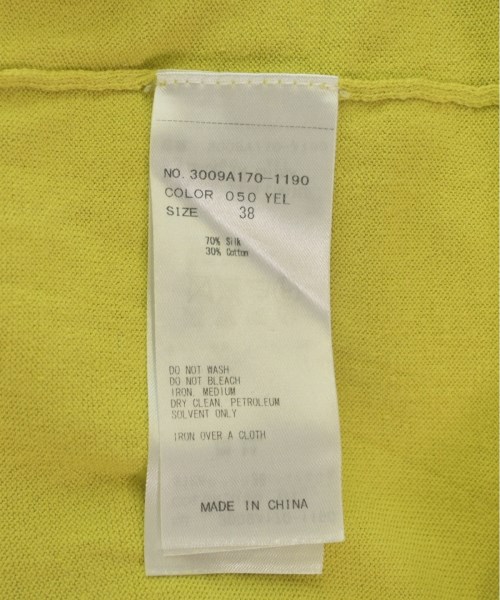 NO. 3009A170-1190
COLOR 050 YEL
SIZE 38
70% Silk
30% Cotton
DO NOT WASH
DO NOT BLEACH
IRON MEDIUM
DRY CLEAN PETROLEUM
SOLVENT ONLY
IRON OVER A CLOTH
MADE IN CHINA